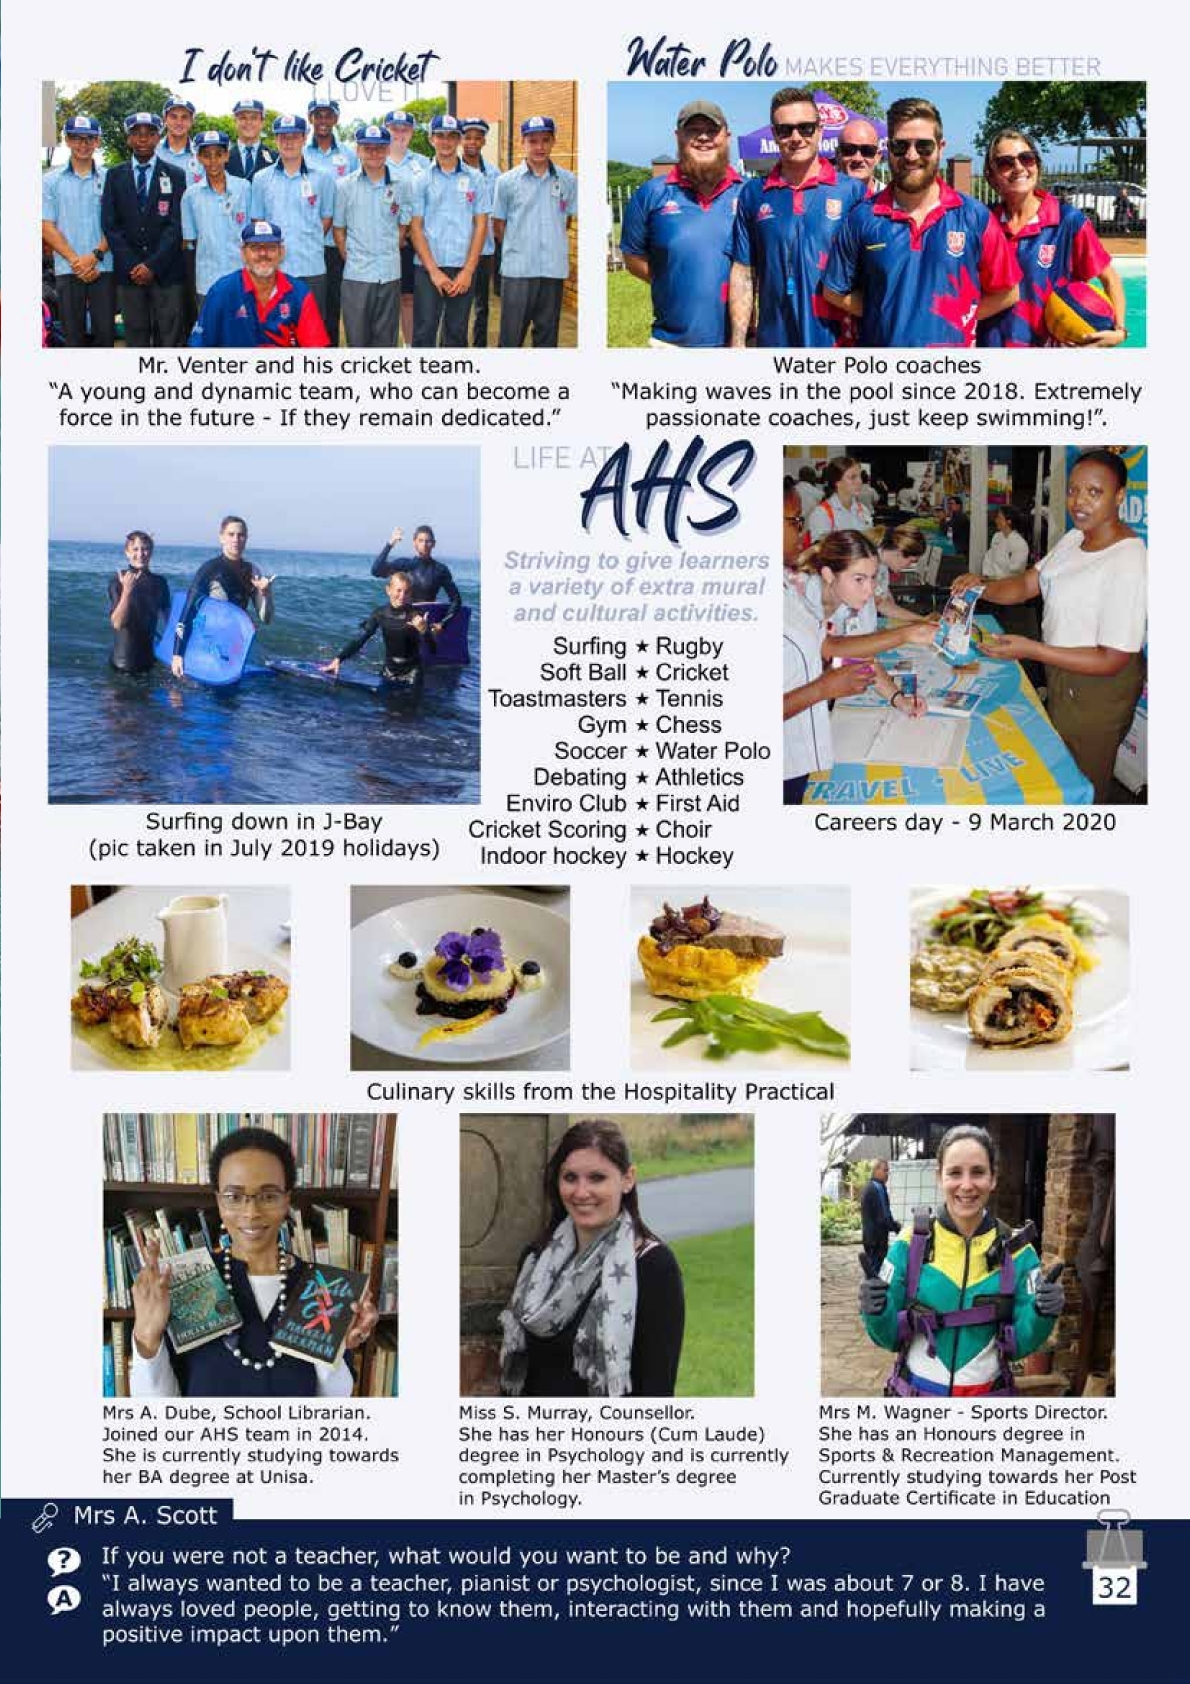 I don't like Cricket
I LOVE IT
Water Polo MAKES EVERYTHING BETTER
Mr. Venter and his cricket team.
“A young and dynamic team, who can become a
force in the future - If they remain dedicated.”
Water Polo coaches
“Making waves in the pool since 2018. Extremely
passionate coaches, just keep swimming!”.
LIFE AT AHS
Striving to give learners
a variety of extra mural
and cultural activities.
Surfing ★ Rugby
Soft Ball ★ Cricket
Toastmasters ★ Tennis
Gym ★ Chess
Soccer ★ Water Polo
Debating ★ Athletics
Enviro Club ★ First Aid
Cricket Scoring ★ Choir
Indoor hockey ★ Hockey
TRAVEL - LIVE
Surfing down in J-Bay
(pic taken in July 2019 holidays)
Careers day - 9 March 2020
Culinary skills from the Hospitality Practical
HOLLY BLACK
Mrs A. Dube, School Librarian.
Joined our AHS team in 2014.
She is currently studying towards
her BA degree at Unisa.
Miss S. Murray, Counsellor.
She has her Honours (Cum Laude)
degree in Psychology and is currently
completing her Master’s degree
in Psychology.
Mrs M. Wagner - Sports Director.
She has an Honours degree in
Sports & Recreation Management.
Currently studying towards her Post
Graduate Certificate in Education
Mrs A. Scott
? If you were not a teacher, what would you want to be and why?
A “I always wanted to be a teacher, pianist or psychologist, since I was about 7 or 8. I have
always loved people, getting to know them, interacting with them and hopefully making a
positive impact upon them.”
32